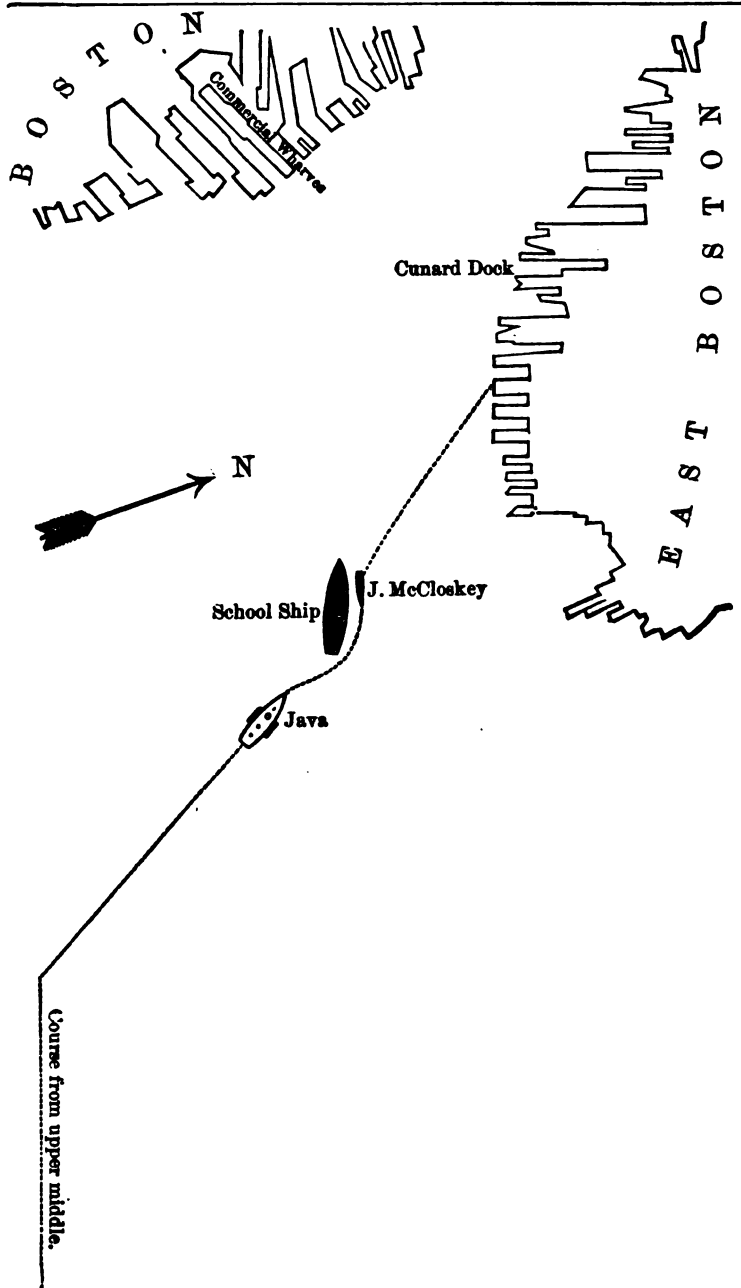 BOSTON
Commercial Wharves
EAST BOSTON
Cunard Dock
N
J. McCloskey
School Ship
Java
Course from upper middle.